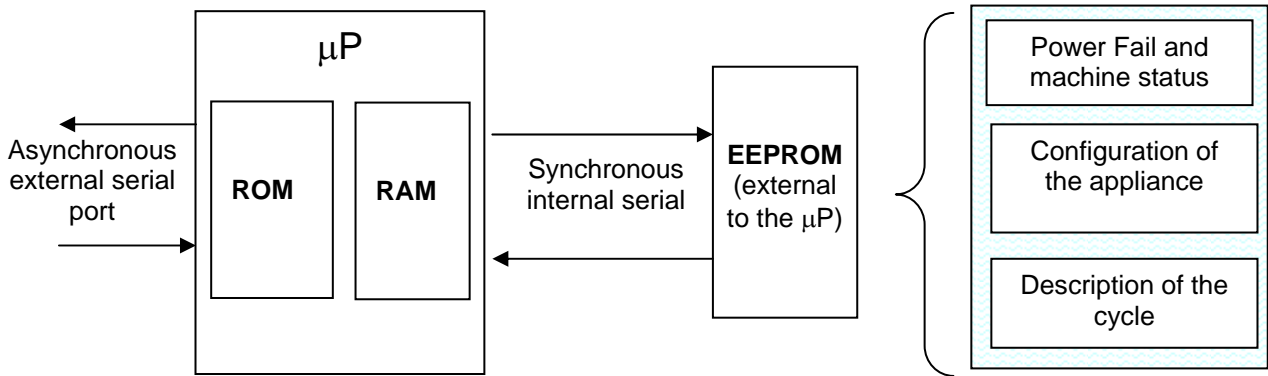 μP
Asynchronous
external serial
port
ROM
RAM
Synchronous
internal serial
EEPROM
(external
to the μP)
Power Fail and
machine status
Configuration of
the appliance
Description of the
cycle